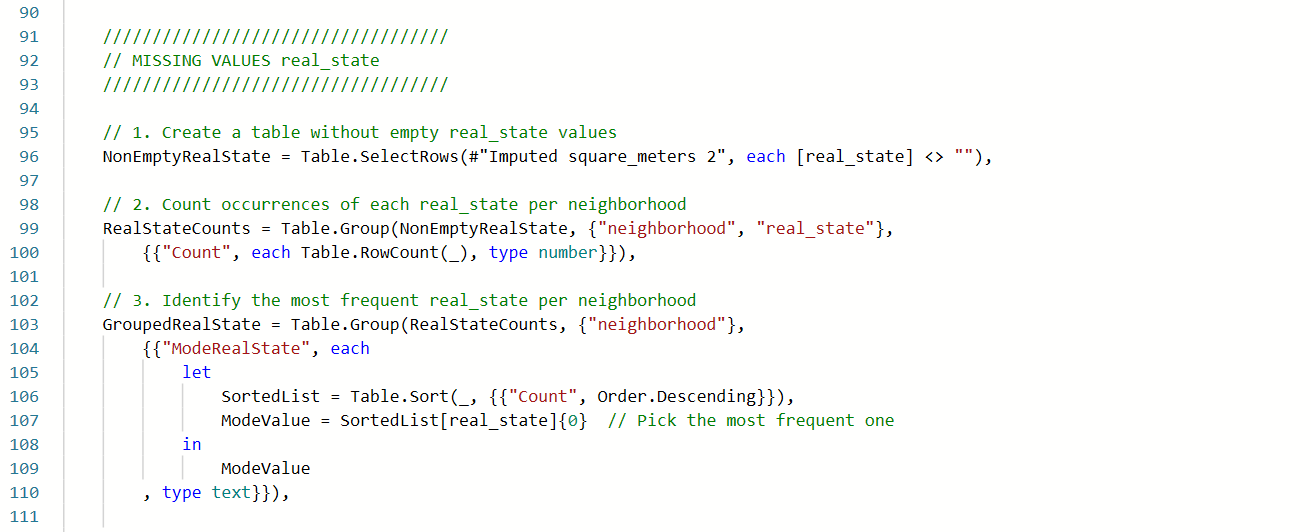 90
91 ///////////////////////////////////
92 // MISSING VALUES real_state
93 ///////////////////////////////////
94
95 // 1. Create a table without empty real_state values
96 NonEmptyRealState = Table.SelectRows(#"Imputed square_meters 2", each [real_state] <> ""),
97
98 // 2. Count occurrences of each real_state per neighborhood
99 RealStateCounts = Table.Group(NonEmptyRealState, {"neighborhood", "real_state"},
100 {{"Count", each Table.RowCount(_), type number}}),
101
102 // 3. Identify the most frequent real_state per neighborhood
103 GroupedRealState = Table.Group(RealStateCounts, {"neighborhood"},
104 {{"ModeRealState", each
105 let
106 SortedList = Table.Sort(_, {{"Count", Order.Descending}}),
107 ModeValue = SortedList[real_state]{0}  // Pick the most frequent one
108 in
109 ModeValue
110 , type text}}),
111